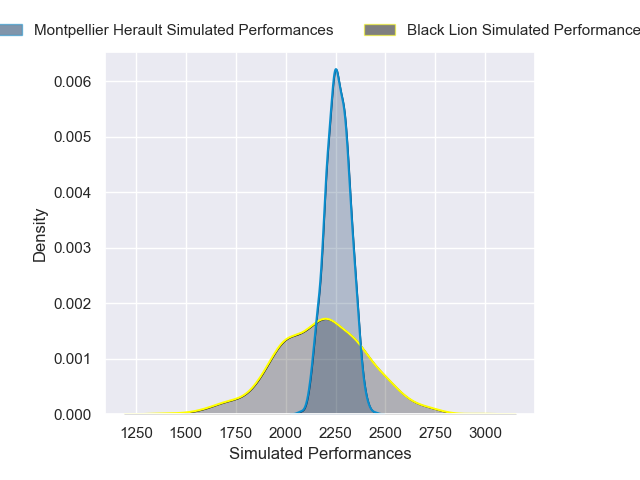 Montpellier Herault Simulated Performances
Black Lion Simulated Performance
0.006
0.005
0.004
0.003
0.002
0.001
0.000
Density
1250 1500 1750 2000 2250 2500 2750 3000
Simulated Performances